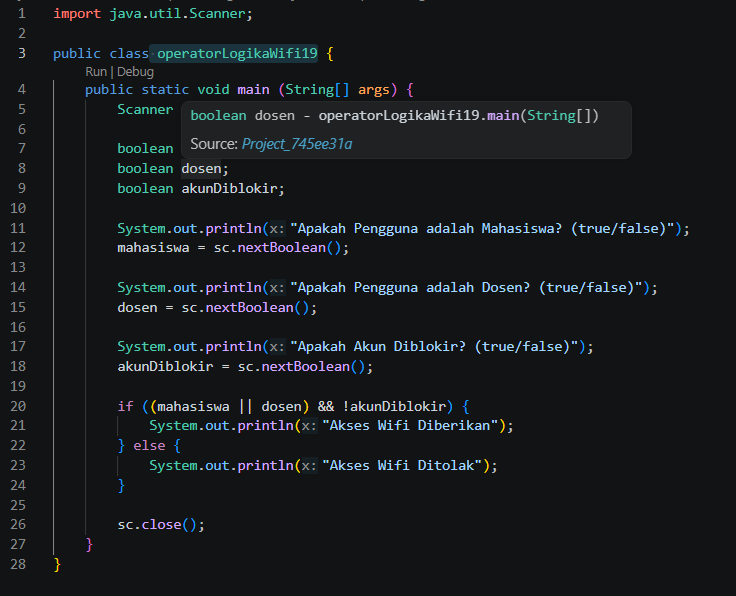 1 import java.util.Scanner;
2
3 public class operatorLogikaWifi19 {
Run | Debug
4 public static void main (String[] args) {
5 Scanner
boolean dosen - operatorLogikaWifi19.main(String[])
6
Source: Project_745ee31a
7 boolean
8 boolean dosen;
9 boolean akunDiblokir;
10
11 System.out.println(x: "Apakah Pengguna adalah Mahasiswa? (true/false)");
12 mahasiswa = sc.nextBoolean();
13
14 System.out.println(x: "Apakah Pengguna adalah Dosen? (true/false)");
15 dosen = sc.nextBoolean();
16
17 System.out.println(x: "Apakah Akun Diblokir? (true/false)");
18 akunDiblokir = sc.nextBoolean();
19
20 if ((mahasiswa || dosen) && !akunDiblokir) {
21 System.out.println(x: "Akses Wifi Diberikan");
22 } else {
23 System.out.println(x: "Akses Wifi Ditolak");
24 }
25
26 sc.close();
27 }
28 }